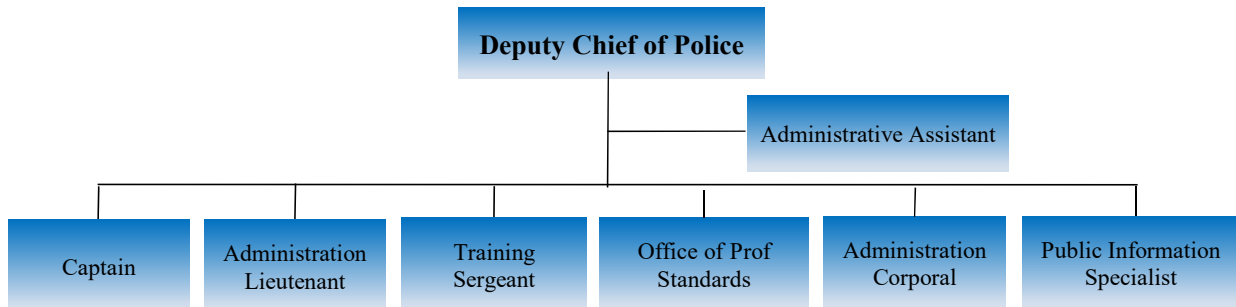 Deputy Chief of Police
Administrative Assistant
Captain
Administration
Lieutenant
Training
Sergeant
Office of Prof
Standards
Administration
Corporal
Public Information
Specialist